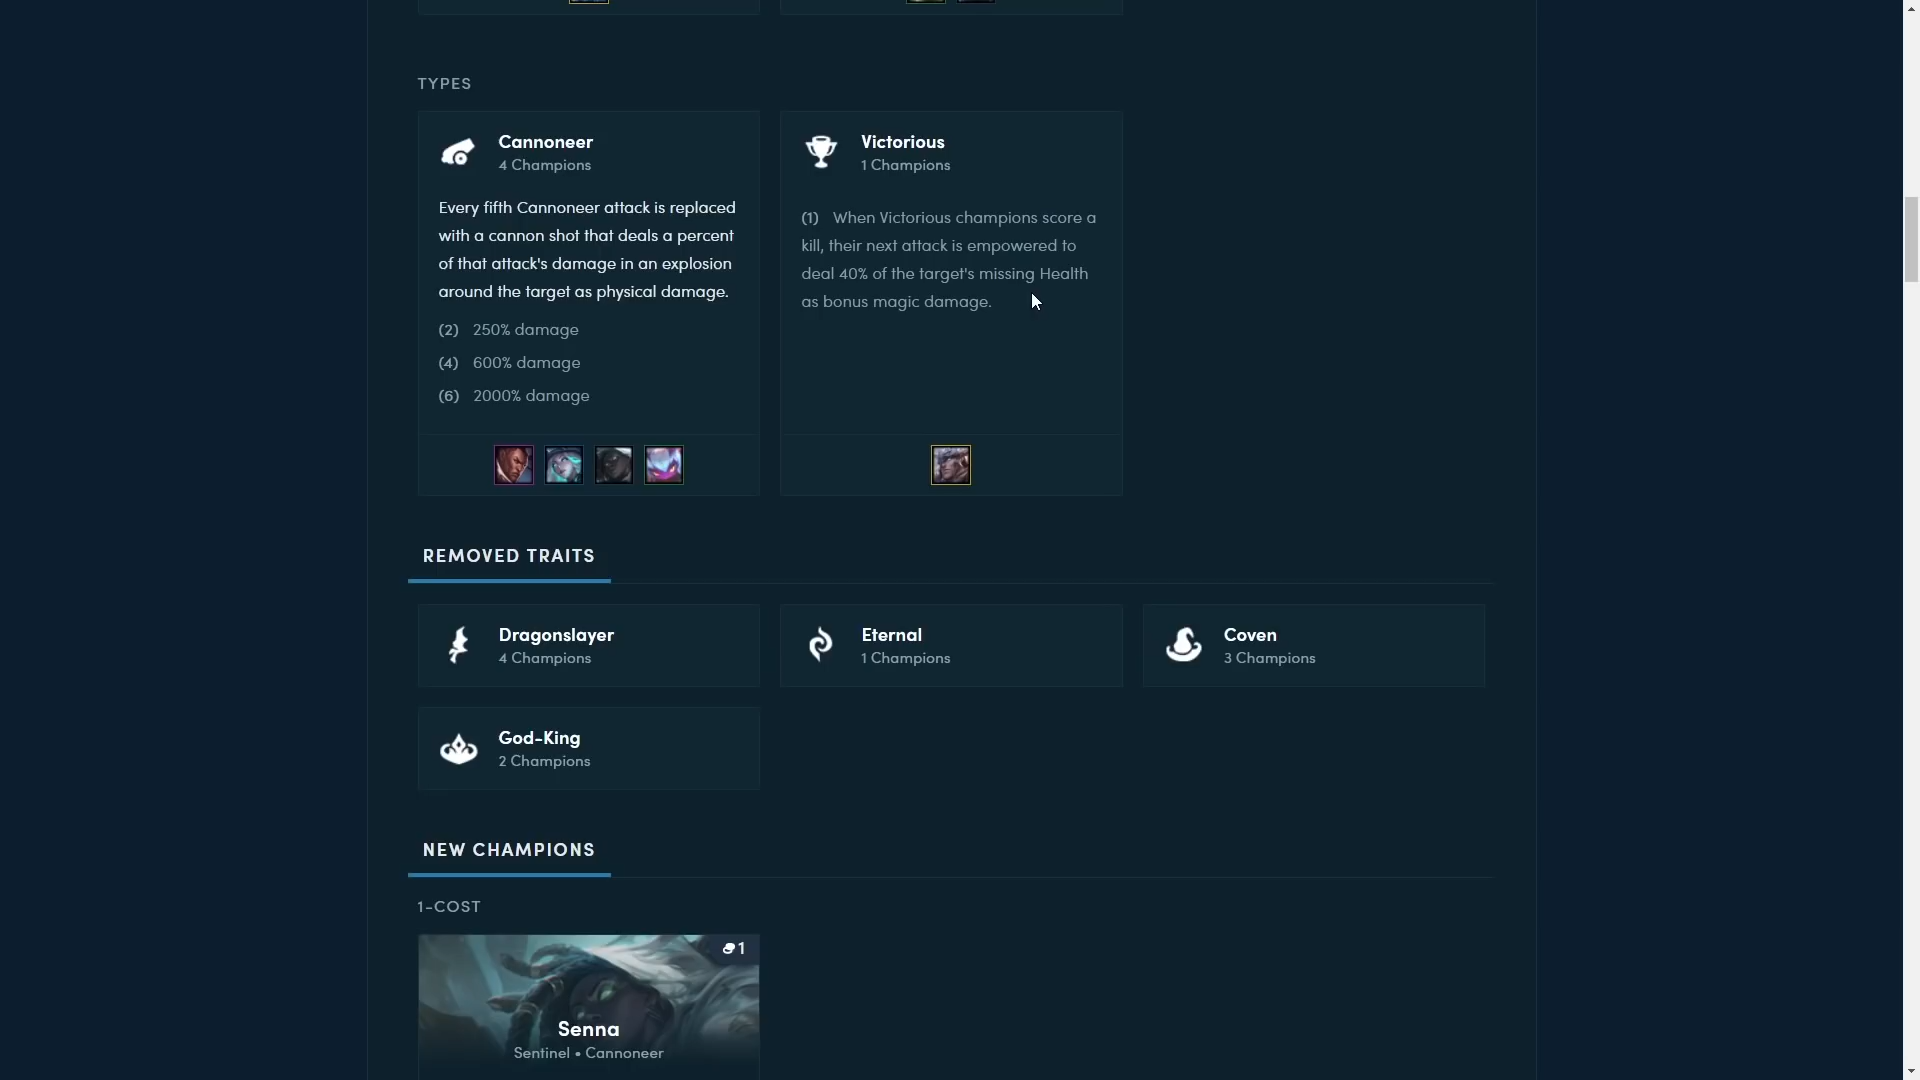 TYPES
Cannoneer
4 Champions
Every fifth Cannoneer attack is replaced
with a cannon shot that deals a percent
of that attack's damage in an explosion
around the target as physical damage.
(2) 250% damage
(4) 600% damage
(6) 2000% damage
Victorious
1 Champions
(1) When Victorious champions score a
kill, their next attack is empowered to
deal 40% of the target's missing Health
as bonus magic damage.
REMOVED TRAITS
Dragonslayer
4 Champions
Eternal
1 Champions
Coven
3 Champions
God-King
2 Champions
NEW CHAMPIONS
1-COST
1
Senna
Sentinel • Cannoneer